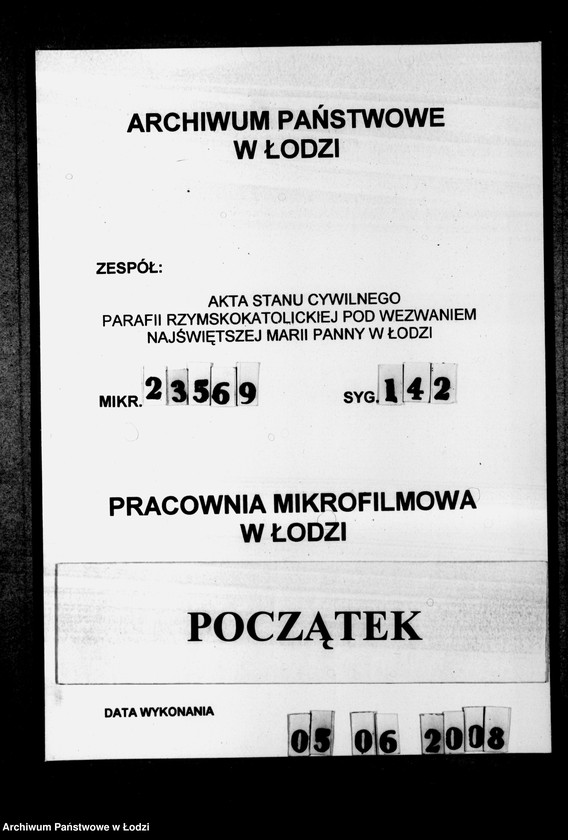 ARCHIWUM PAŃSTWOWE
W ŁODZI
ZESPÓŁ:
AKTA STANU CYWILNEGO
PARAFII RZYMSKOKATOLICKIEJ POD WEZWANIEM
NAJŚWIĘTSZEJ MARII PANNY W ŁODZI
MIKR. 23569 SYG. 142
PRACOWNIA MIKROFILMOWA
W ŁODZI
POCZĄTEK
DATA WYKONANIA 05 06 2008
Archiwum Państwowe w Łodzi